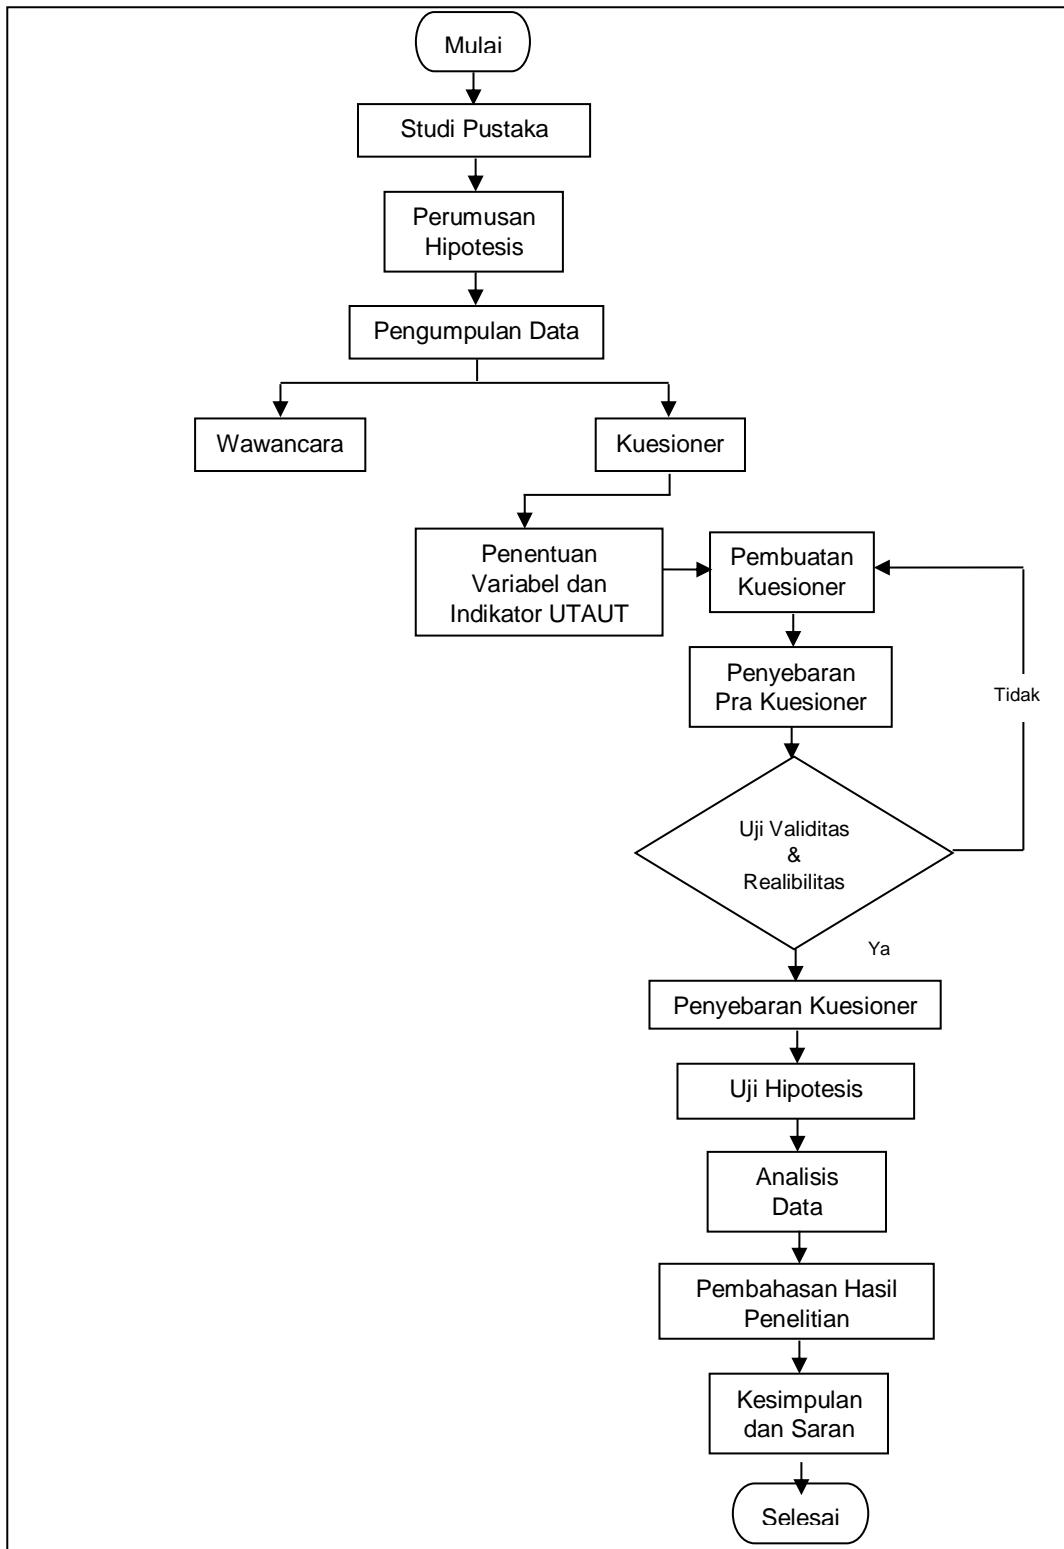 Mulai
Studi Pustaka
Perumusan
Hipotesis
Pengumpulan Data
Wawancara
Kuesioner
Penentuan
Variabel dan
Indikator UTAUT
Pembuatan
Kuesioner
Penyebaran
Pra Kuesioner
Tidak
Uji Validitas
&
Realibilitas
Ya
Penyebaran Kuesioner
Uji Hipotesis
Analisis
Data
Pembahasan Hasil
Penelitian
Kesimpulan
dan Saran
Selesai